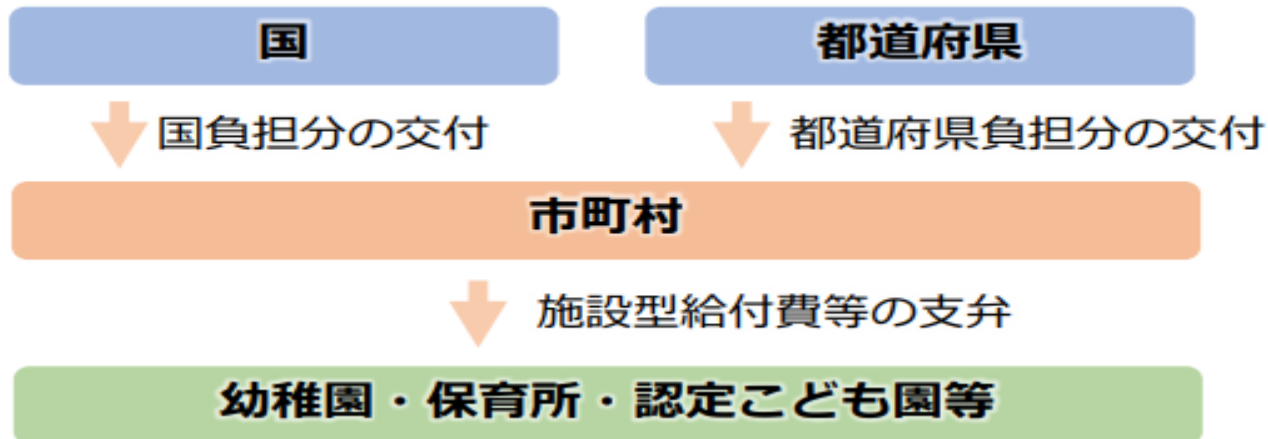 国
都道府県
国負担分の交付
都道府県負担分の交付
市町村
施設型給付費等の支弁
幼稚園・保育所・認定こども園等